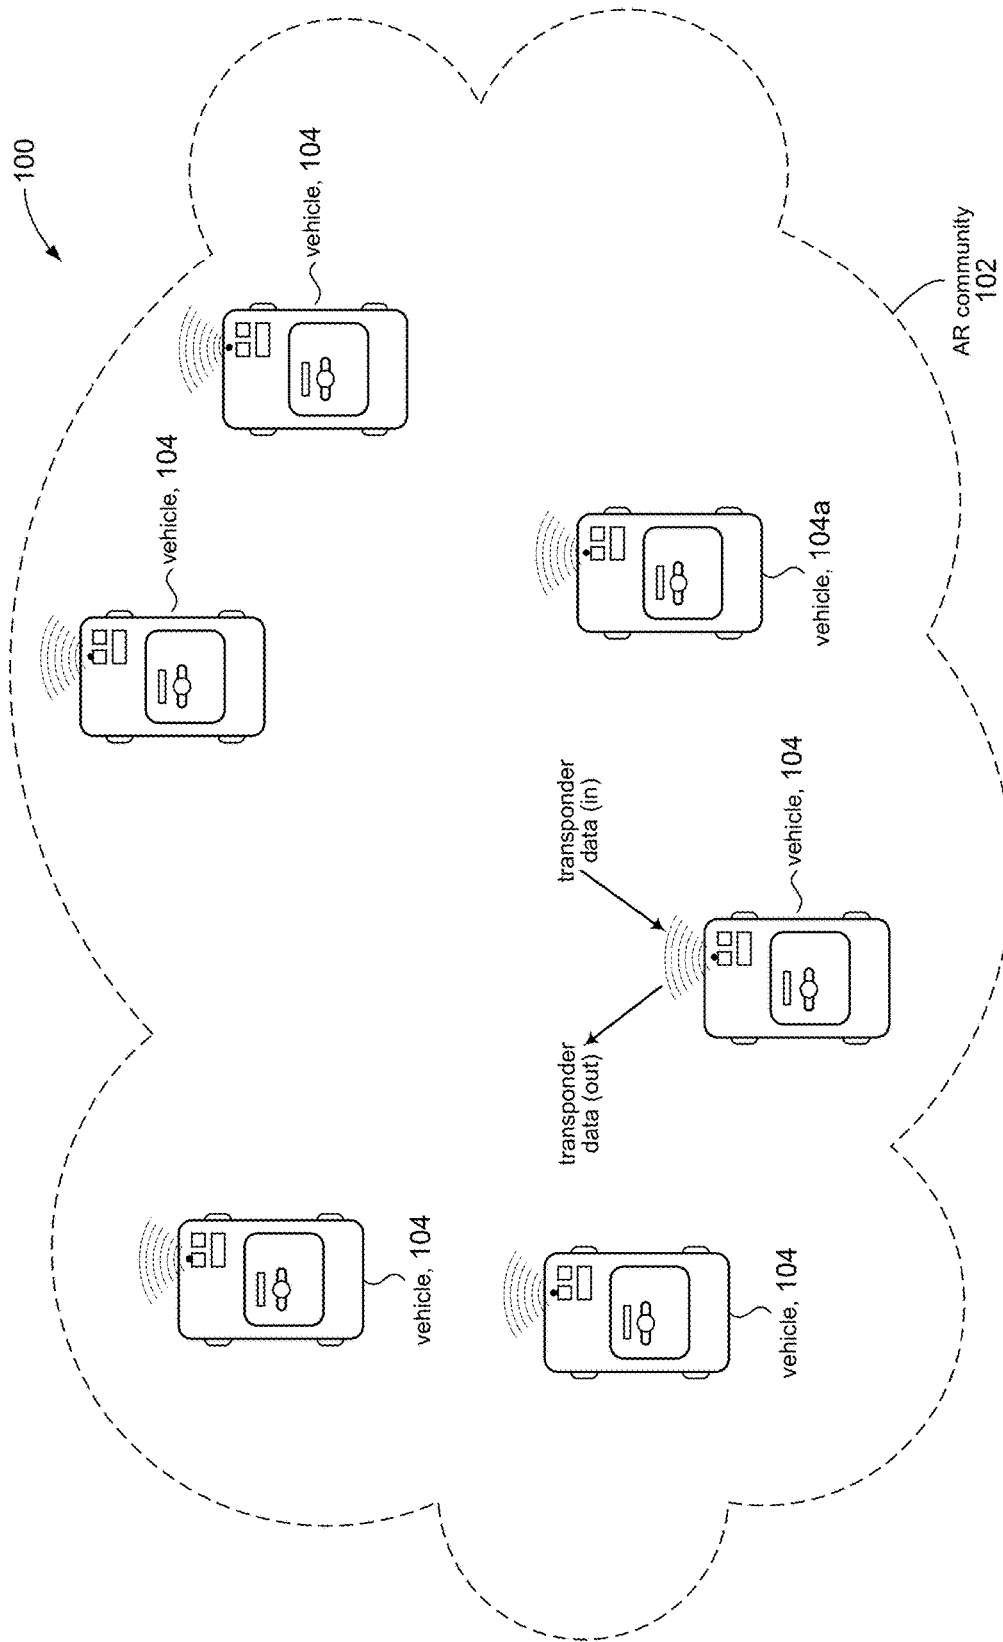 100
vehicle, 104
vehicle, 104
vehicle, 104
transponder
data (out)
transponder
data (in)
vehicle, 104
vehicle, 104
vehicle, 104a
AR community
102